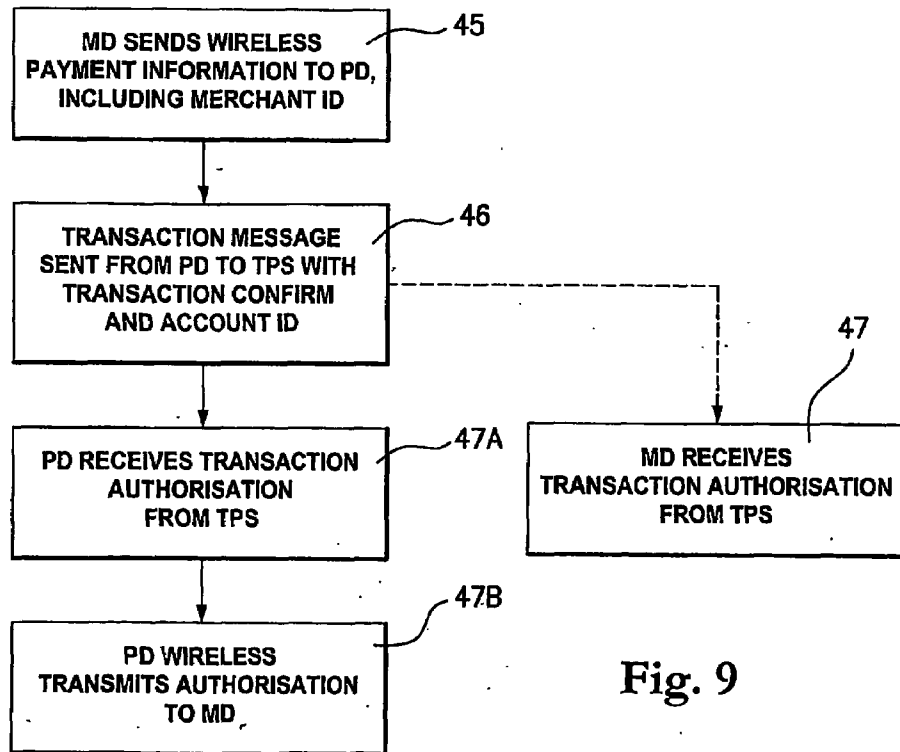 MD SENDS WIRELESS
PAYMENT INFORMATION TO PD,
INCLUDING MERCHANT ID
45
TRANSACTION MESSAGE
SENT FROM PD TO TPS WITH
TRANSACTION CONFIRM
AND ACCOUNT ID
46
PD RECEIVES TRANSACTION
AUTHORISATION
FROM TPS
47A
MD RECEIVES
TRANSACTION AUTHORISATION
FROM TPS
47
PD WIRELESS
TRANSMITS AUTHORISATION
TO MD
47B
Fig. 9